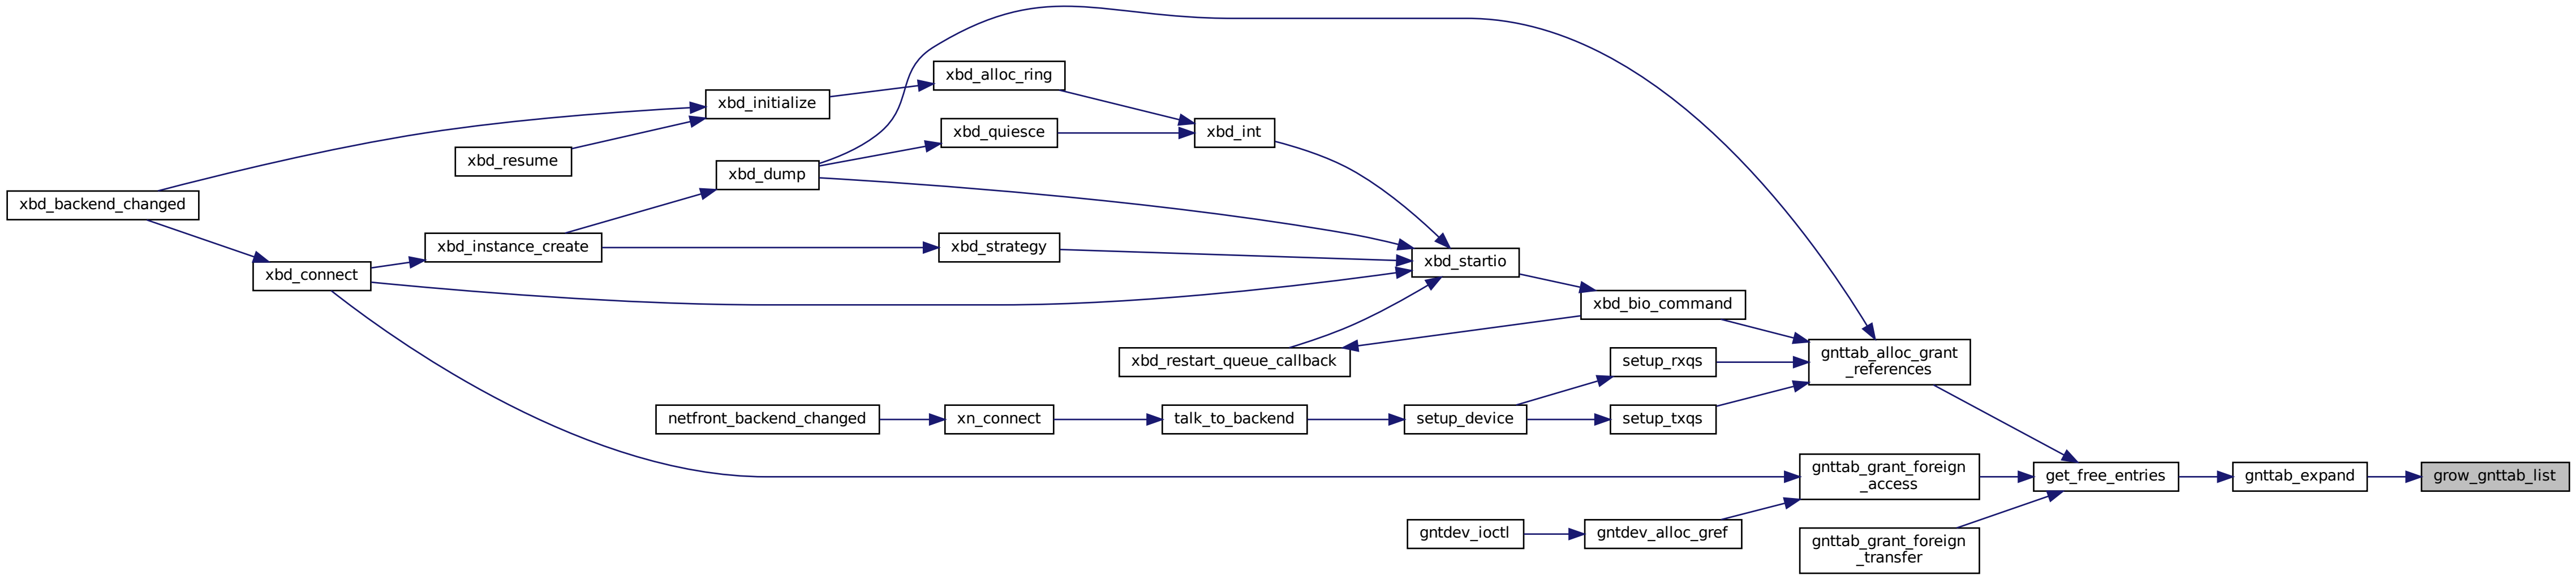 xbd_alloc_ring
xbd_initialize
xbd_quiesce
xbd_int
xbd_resume
xbd_dump
xbd_backend_changed
xbd_instance_create
xbd_strategy
xbd_startio
xbd_connect
xbd_bio_command
xbd_restart_queue_callback
setup_rxqs
gnttab_alloc_grant
_references
netfront_backend_changed
xn_connect
talk_to_backend
setup_device
setup_txqs
gnttab_grant_foreign
_access
get_free_entries
gnttab_expand
grow_gnttab_list
gntdev_ioctl
gntdev_alloc_gref
gnttab_grant_foreign
_transfer